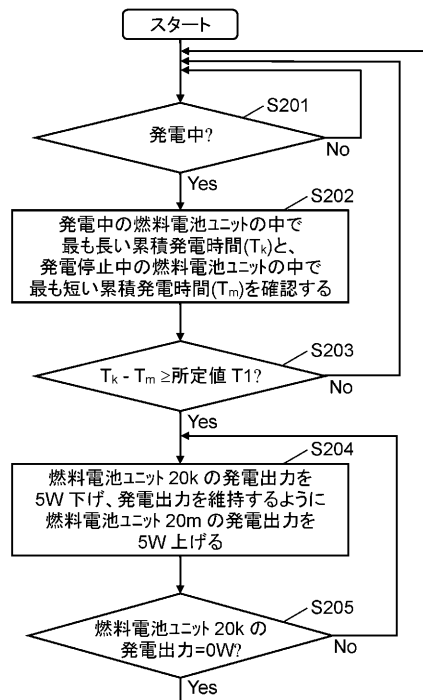 スタート
S201
発電中?
No
Yes
S202
発電中の燃料電池ユニットの中で
最も長い累積発電時間(Tk)と、
発電停止中の燃料電池ユニットの中で
最も短い累積発電時間(Tm)を確認する
S203
Tk - Tm ≥所定値 T1?
No
Yes
S204
燃料電池ユニット 20k の発電出力を
5W 下げ、発電出力を維持するように
燃料電池ユニット 20m の発電出力を
5W 上げる
S205
燃料電池ユニット 20k の
発電出力=0W?
No
Yes